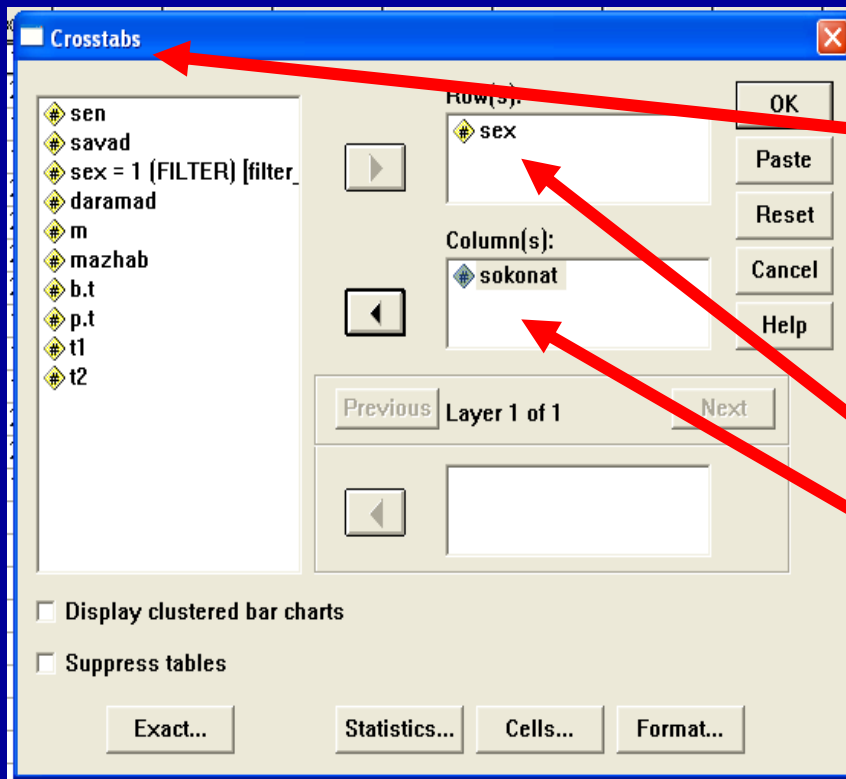 Crosstabs
sen
savad
sex = 1 (FILTER) [filter_
daramad
m
mazhab
b.t
p.t
t1
t2
Row(s):
sex
Column(s):
sokonat
Previous
Layer 1 of 1
Next
OK
Paste
Reset
Cancel
Help
Display clustered bar charts
Suppress tables
Exact...
Statistics...
Cells...
Format...